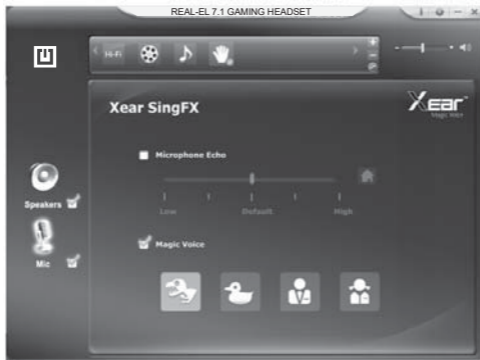 REAL-EL 7.1 GAMING HEADSET
Hi-Fi
Xear SingFX
Xear™
Magic Voice
Microphone Echo
Low Default High
Speakers
Magic Voice
Mic